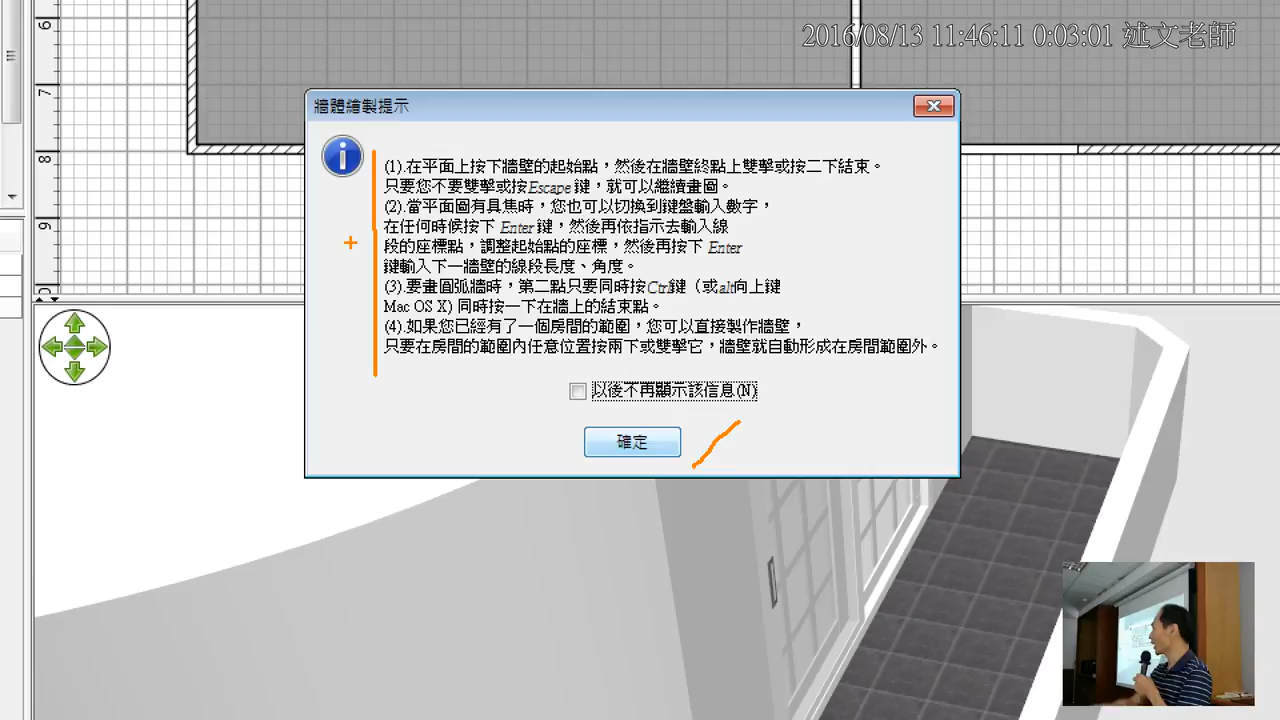 2016/08/13 11:46:11 0:03:01 述文老師
6
7
8
9
牆體繪製提示
(1).在平面上按下牆壁的起始點，然後在牆壁終點上雙擊或按二下結束。
只要您不要雙擊或按Escape 鍵，就可以繼續畫圖。
(2).當平面圖有具焦時，您也可以切換到鍵盤輸入數字，
在任何時候按下 Enter 鍵，然後再依指示去輸入線
段的座標點，調整起始點的座標，然後再按下 Enter
鍵輸入下一牆壁的線段長度、角度。
(3).要畫圓弧牆時，第二點只要同時按Ctrl鍵（或alt向上鍵
Mac OS X) 同時按一下在牆上的結束點。
(4).如果您已經有了一個房間的範圍，您可以直接製作牆壁，
只要在房間的範圍內任意位置按兩下或雙擊它，牆壁就自動形成在房間範圍外。
以後不再顯示該信息(N)
確定